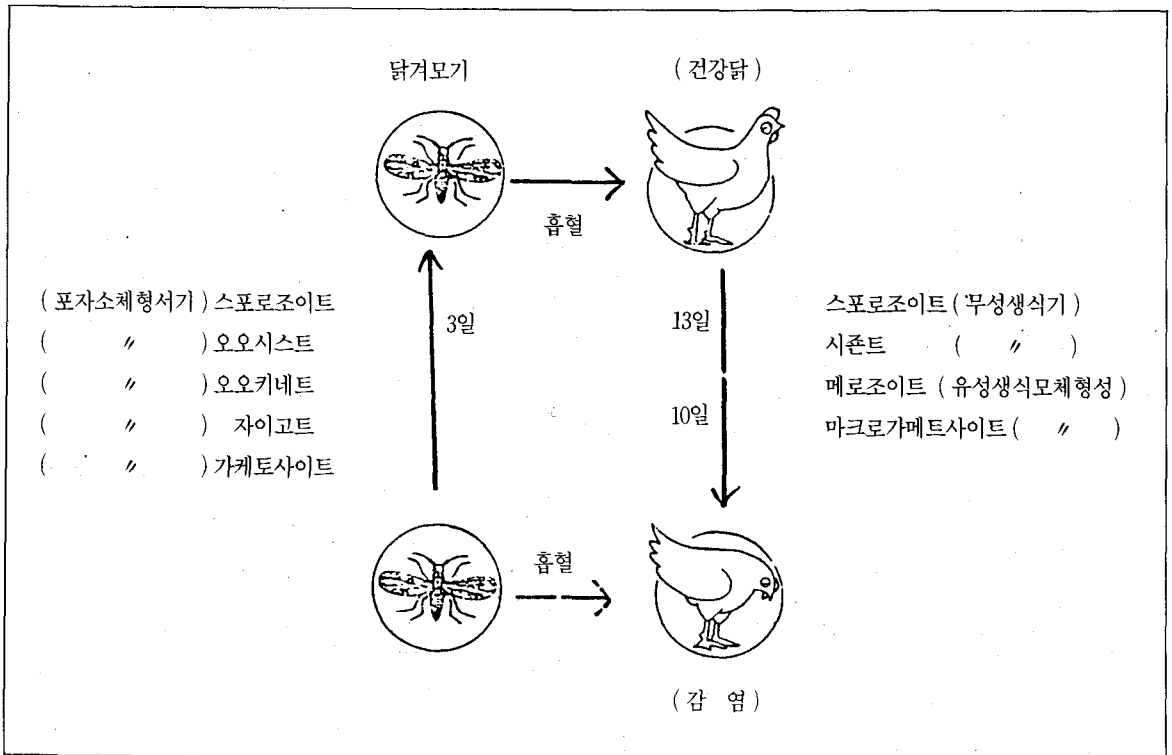 닭겨모기
(건강닭)
흡혈
(포자소체형서기) 스포로조이트
( 〃 ) 오오시스트
( 〃 ) 오오키네트
( 〃 ) 자이고트
( 〃 ) 가케토사이트
3일
13일
10일
스포로조이트 (무성생식기)
시죤트 ( 〃 )
메로조이트 (유성생식모체형성)
마크로가메트사이트 ( 〃 )
흡혈
(감 염)